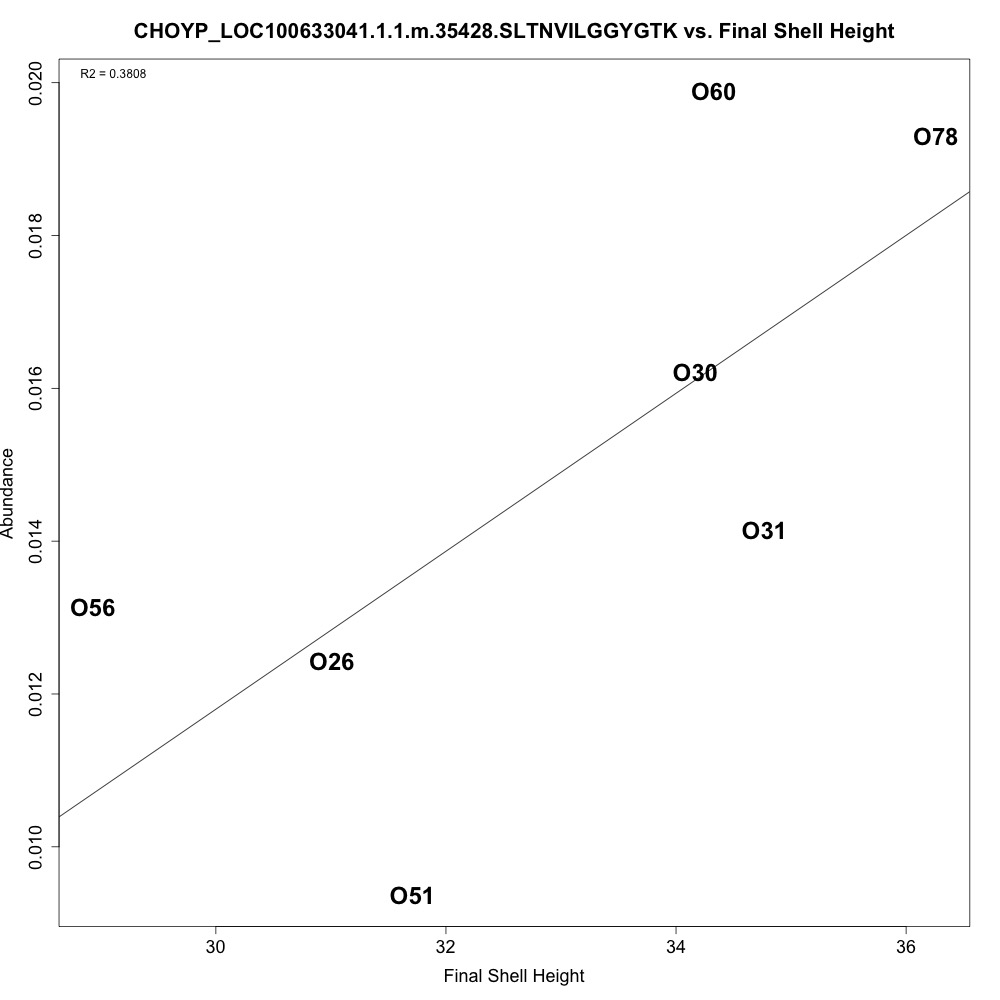 CHOYP_LOC100633041.1.1.m.35428.SLTNVILGGYGTK vs. Final Shell Height
R2 = 0.3808
0.020
O60
O78
0.018
0.016
O30
Abundance
0.014
O31
O56
O26
0.012
0.010
O51
30 32 34 36
Final Shell Height